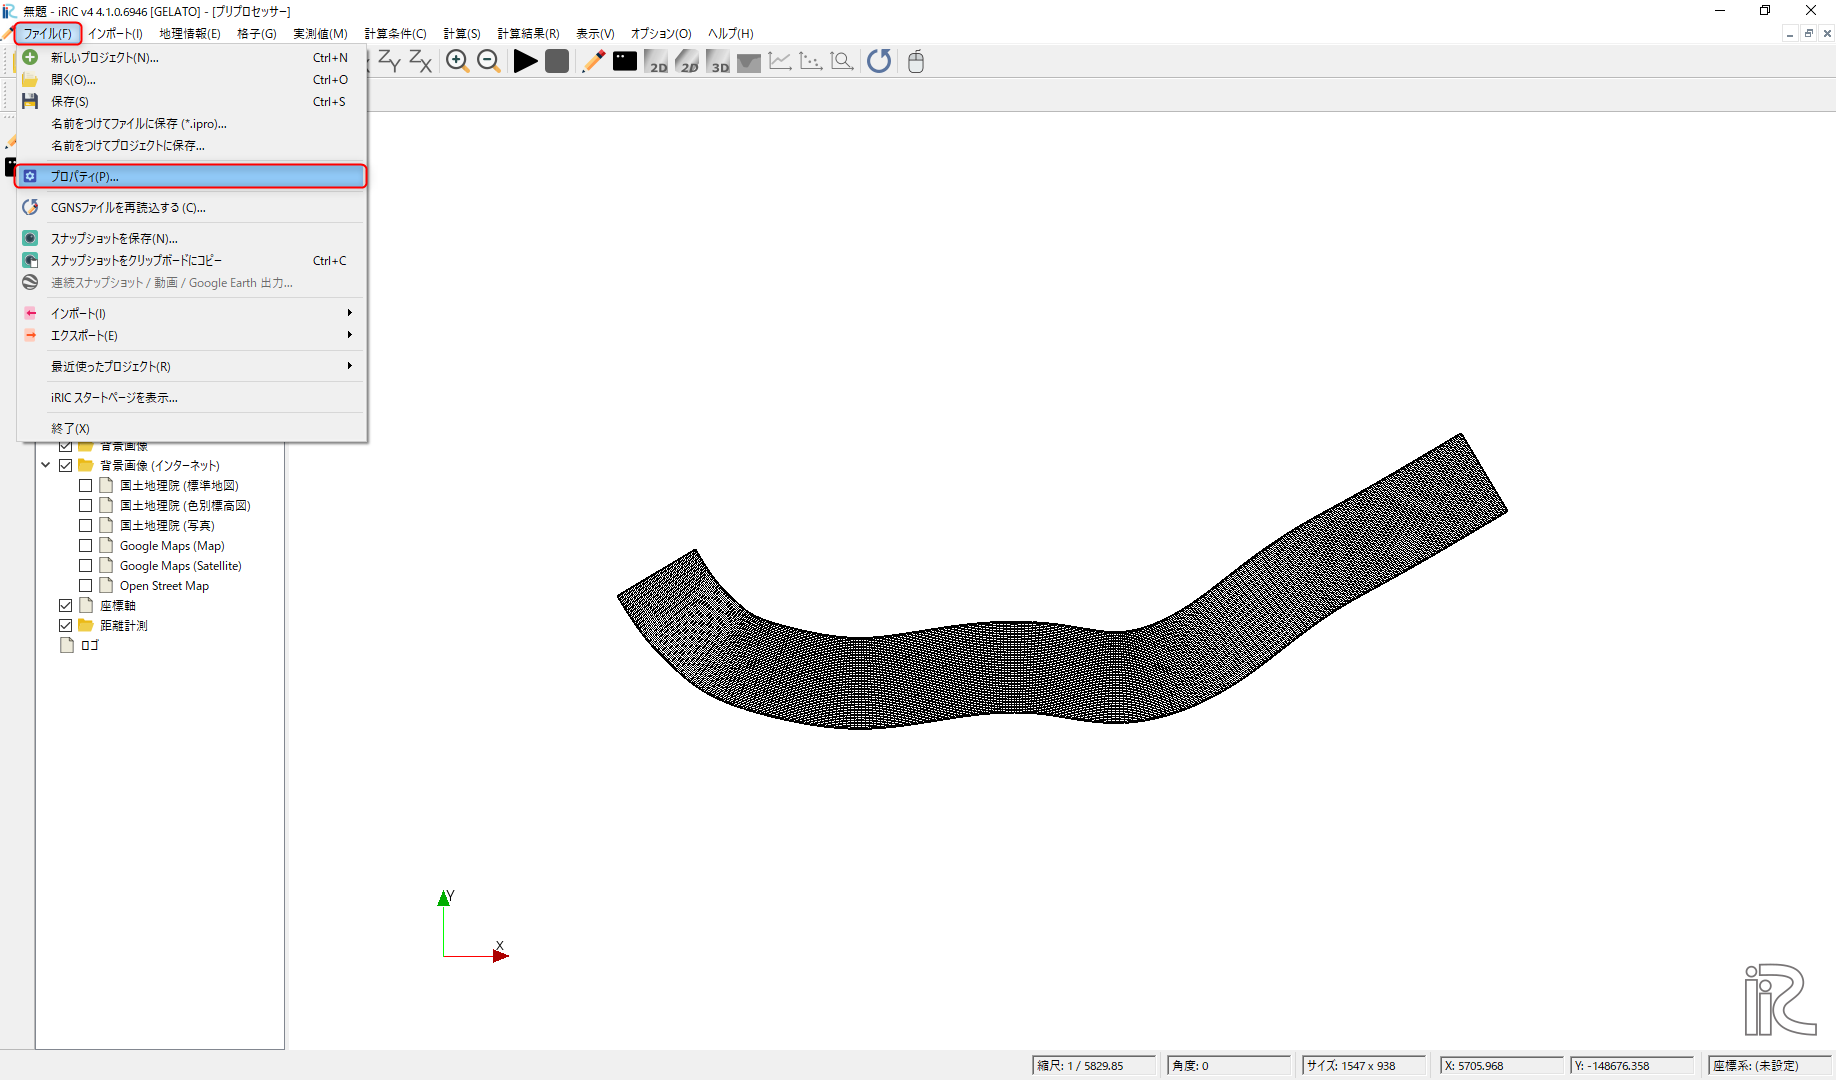 無題 - iRIC v4 4.1.0.6946 [GELATO] - [プリプロセッサー]
ファイル(F) インポート(I) 地理情報(E) 格子(G) 実測値(M) 計算条件(C) 計算(S) 計算結果(R) 表示(V) オプション(O) ヘルプ(H)
ZY ZX 2D 2D 3D
新しいプロジェクト(N)... Ctrl+N
開く(O)... Ctrl+O
保存(S) Ctrl+S
名前をつけてファイルに保存 (*.ipro)...
名前をつけてプロジェクトに保存...
プロパティ(P)...
CGNSファイルを再読込する (C)...
スナップショットを保存(N)...
スナップショットをクリップボードにコピー Ctrl+C
連続スナップショット / 動画 / Google Earth 出力...
インポート(I)
エクスポート(E)
最近使ったプロジェクト(R)
iRIC スタートページを表示...
終了(X)
背景画像
背景画像 (インターネット)
国土地理院 (標準地図)
国土地理院 (色別標高図)
国土地理院 (写真)
Google Maps (Map)
Google Maps (Satellite)
Open Street Map
座標軸
距離計測
ロゴ
Y
X
iRIC
縮尺: 1 / 5829.85 角度: 0 サイズ: 1547 x 938 X: 5705.968 Y: -148676.358 座標系: (未設定)